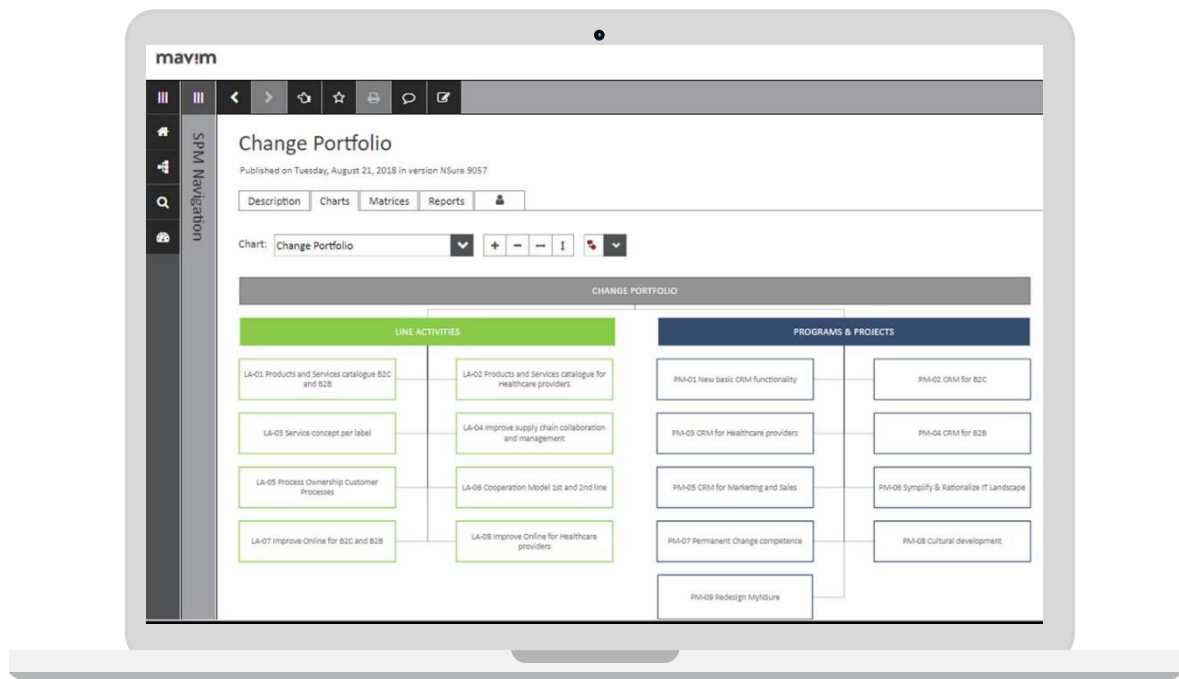 mavim
SPM Navigation
Change Portfolio
Published on Tuesday, August 21, 2018 in version NSure 9057
Description Charts Matrices Reports
Chart: Change Portfolio
CHANGE PORTFOLIO
LINE ACTIVITIES
PROGRAMS & PROJECTS
LA-01 Products and Services catalogue B2C
and B2B
LA-02 Products and Services catalogue for
Healthcare providers
PM-01 New basic CRM functionality
PM-02 CRM for B2C
LA-03 Service concept per label
LA-04 Improve supply chain collaboration
and management
PM-03 CRM for Healthcare providers
PM-04 CRM for B2B
LA-05 Process Ownership Customer
Processes
LA-06 Cooperation Model 1st and 2nd line
PM-05 CRM for Marketing and Sales
PM-06 Symplify & Rationalize IT Landscape
LA-07 Improve Online for B2C and B2B
LA-08 Improve Online for Healthcare
providers
PM-07 Permanent Change competence
PM-08 Cultural development
PM-09 Redesign MyNSure